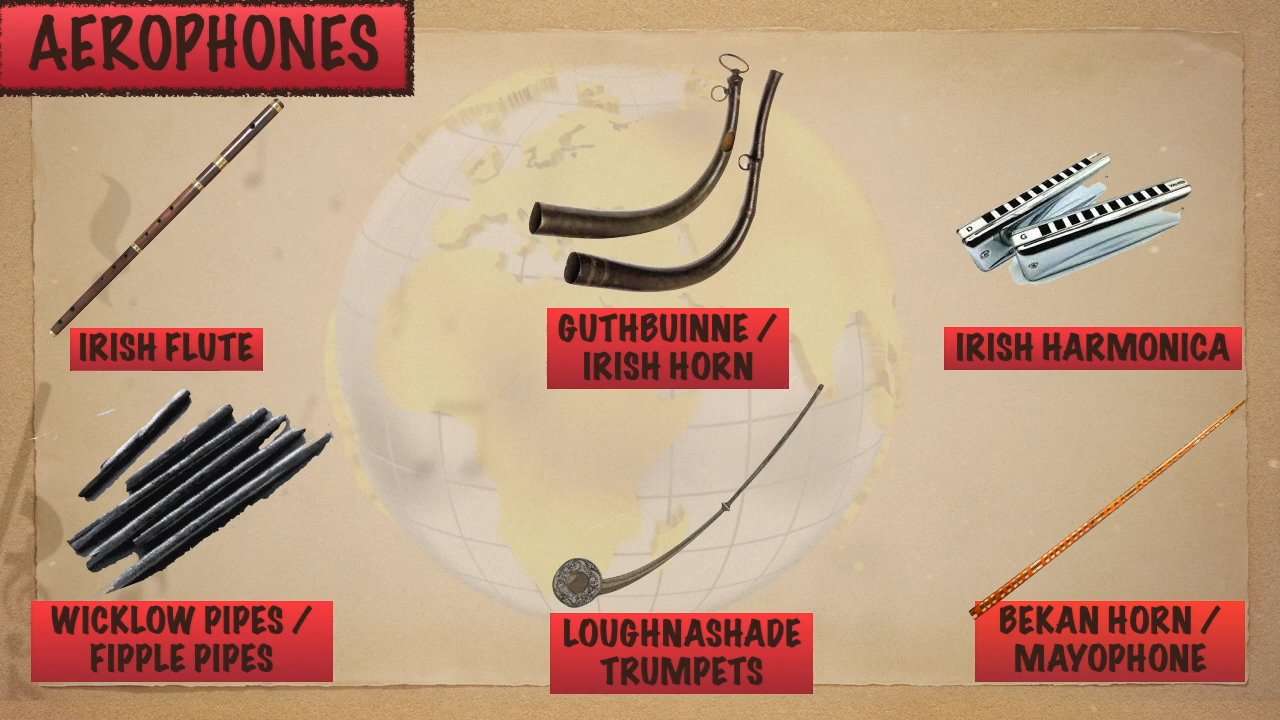 AEROPHONES
IRISH FLUTE
GUTHBUINNE /
IRISH HORN
IRISH HARMONICA
D
G
WICKLOW PIPES /
FIPPLE PIPES
LOUGHNASHADE
TRUMPETS
BEKAN HORN /
MAYOPHONE